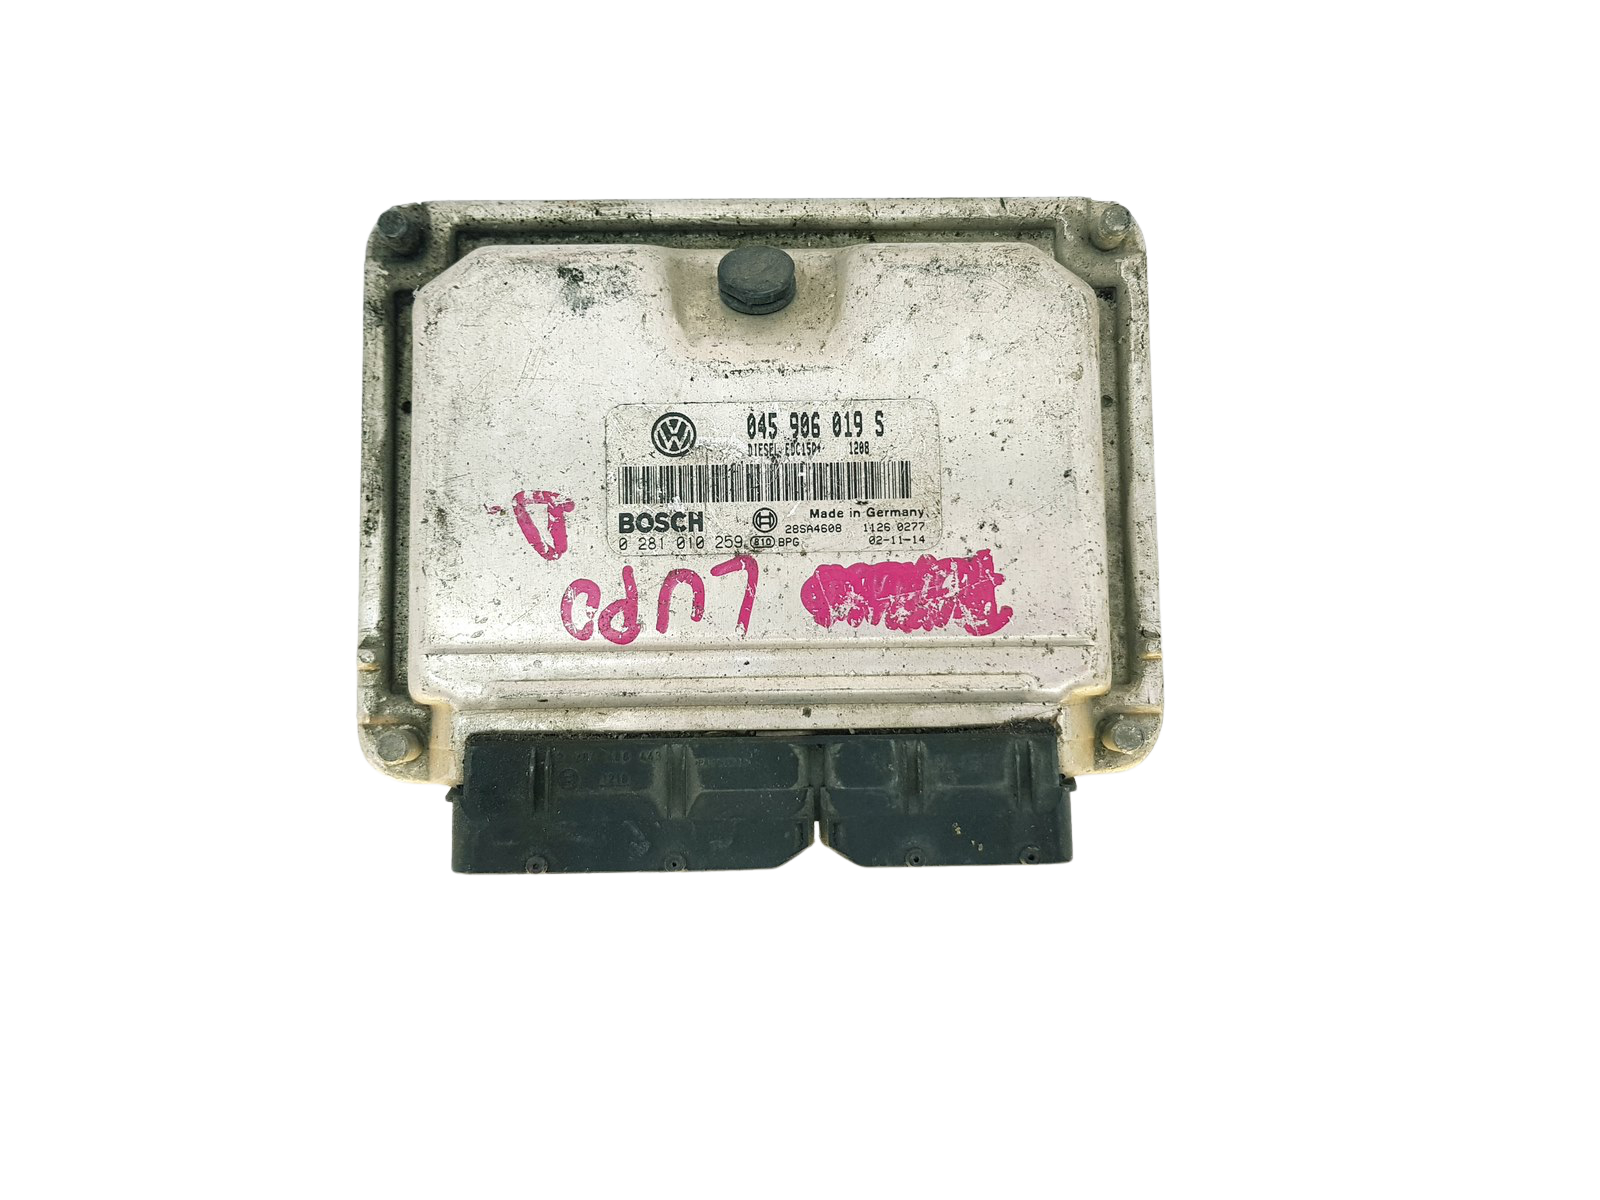 045 906 019 S
DIESEL EDC15P+ 1208
BOSCH
Made in Germany
28SA4608 1126 0277
0 281 010 259 e10 BPG 02-11-14
LUPO